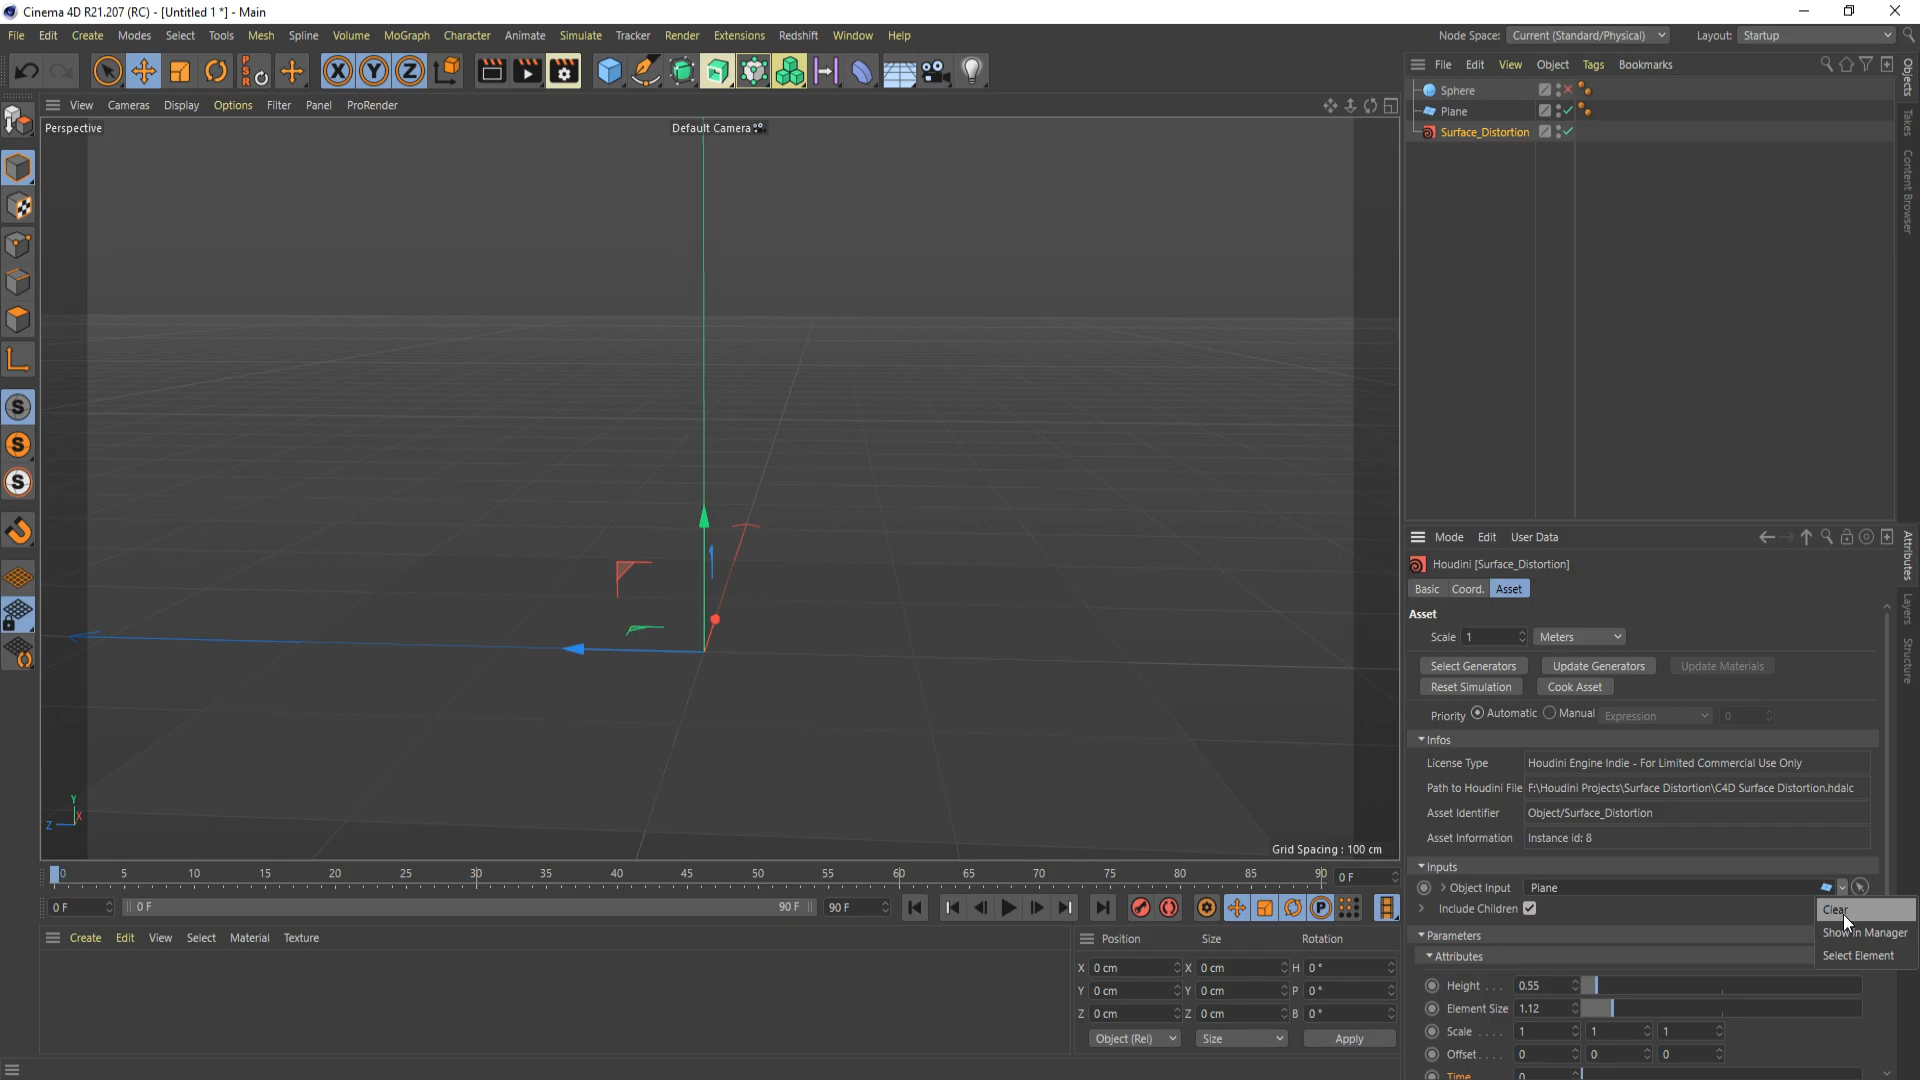 Cinema 4D R21.207 (RC) - [Untitled 1 *] - Main
File Edit Create Modes Select Tools Mesh Spline Volume MoGraph Character Animate Simulate Tracker Render Extensions Redshift Window Help
Node Space: Current (Standard/Physical) Layout: Startup
PSR X Y Z
File Edit View Object Tags Bookmarks
View Cameras Display Options Filter Panel ProRender
Perspective
Default Camera
Sphere
Plane
Surface_Distortion
Objects
Takes
Content Browser
Mode Edit User Data
Houdini [Surface_Distortion]
Basic Coord. Asset
Asset
Scale 1 Meters
Select Generators Update Generators Update Materials
Reset Simulation Cook Asset
Priority Automatic Manual Expression 0
Infos
License Type Houdini Engine Indie - For Limited Commercial Use Only
Path to Houdini File F:\Houdini Projects\Surface Distortion\C4D Surface Distortion.hdalc
Asset Identifier Object/Surface_Distortion
Asset Information Instance id: 8
Inputs
Object Input Plane
Include Children
Clear
Show in Manager
Select Element
Parameters
Attributes
Height . . . 0.55
Element Size 1.12
Scale . . . . 1 1 1
Offset . . . . 0 0 0
Time 0
Attributes
Layers
Structure
S
S
S
Y
X
Z
Grid Spacing : 100 cm
0 5 10 15 20 25 30 35 40 45 50 55 60 65 70 75 80 85 90 0 F
0 F 0 F 90 F 90 F P
Create Edit View Select Material Texture
Position Size Rotation
X 0 cm X 0 cm H 0 °
Y 0 cm Y 0 cm P 0 °
Z 0 cm Z 0 cm B 0 °
Object (Rel) Size Apply